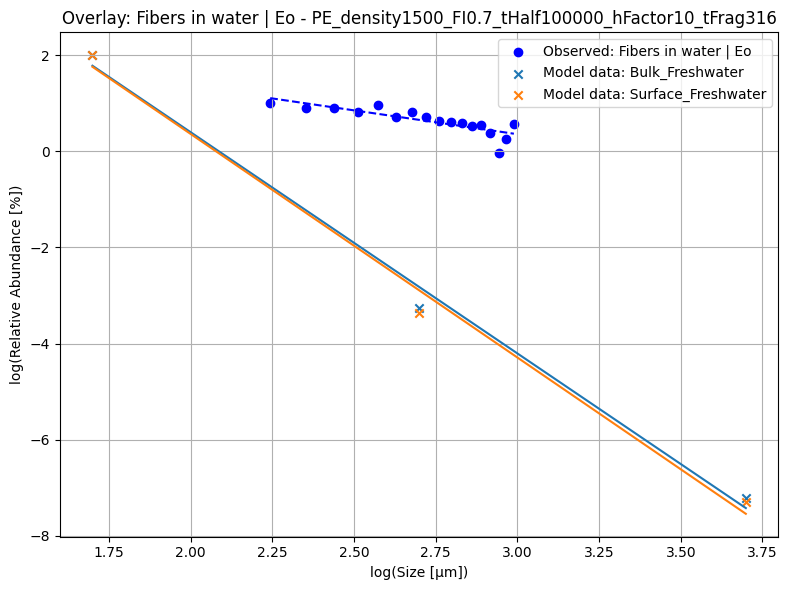 Overlay: Fibers in water | Eo - PE_density1500_FI0.7_tHalf100000_hFactor10_tFrag316
Observed: Fibers in water | Eo
Model data: Bulk_Freshwater
Model data: Surface_Freshwater
log(Relative Abundance [%])
2
0
−2
−4
−6
−8
1.75
2.00
2.25
2.50
2.75
3.00
3.25
3.50
3.75
log(Size [µm])